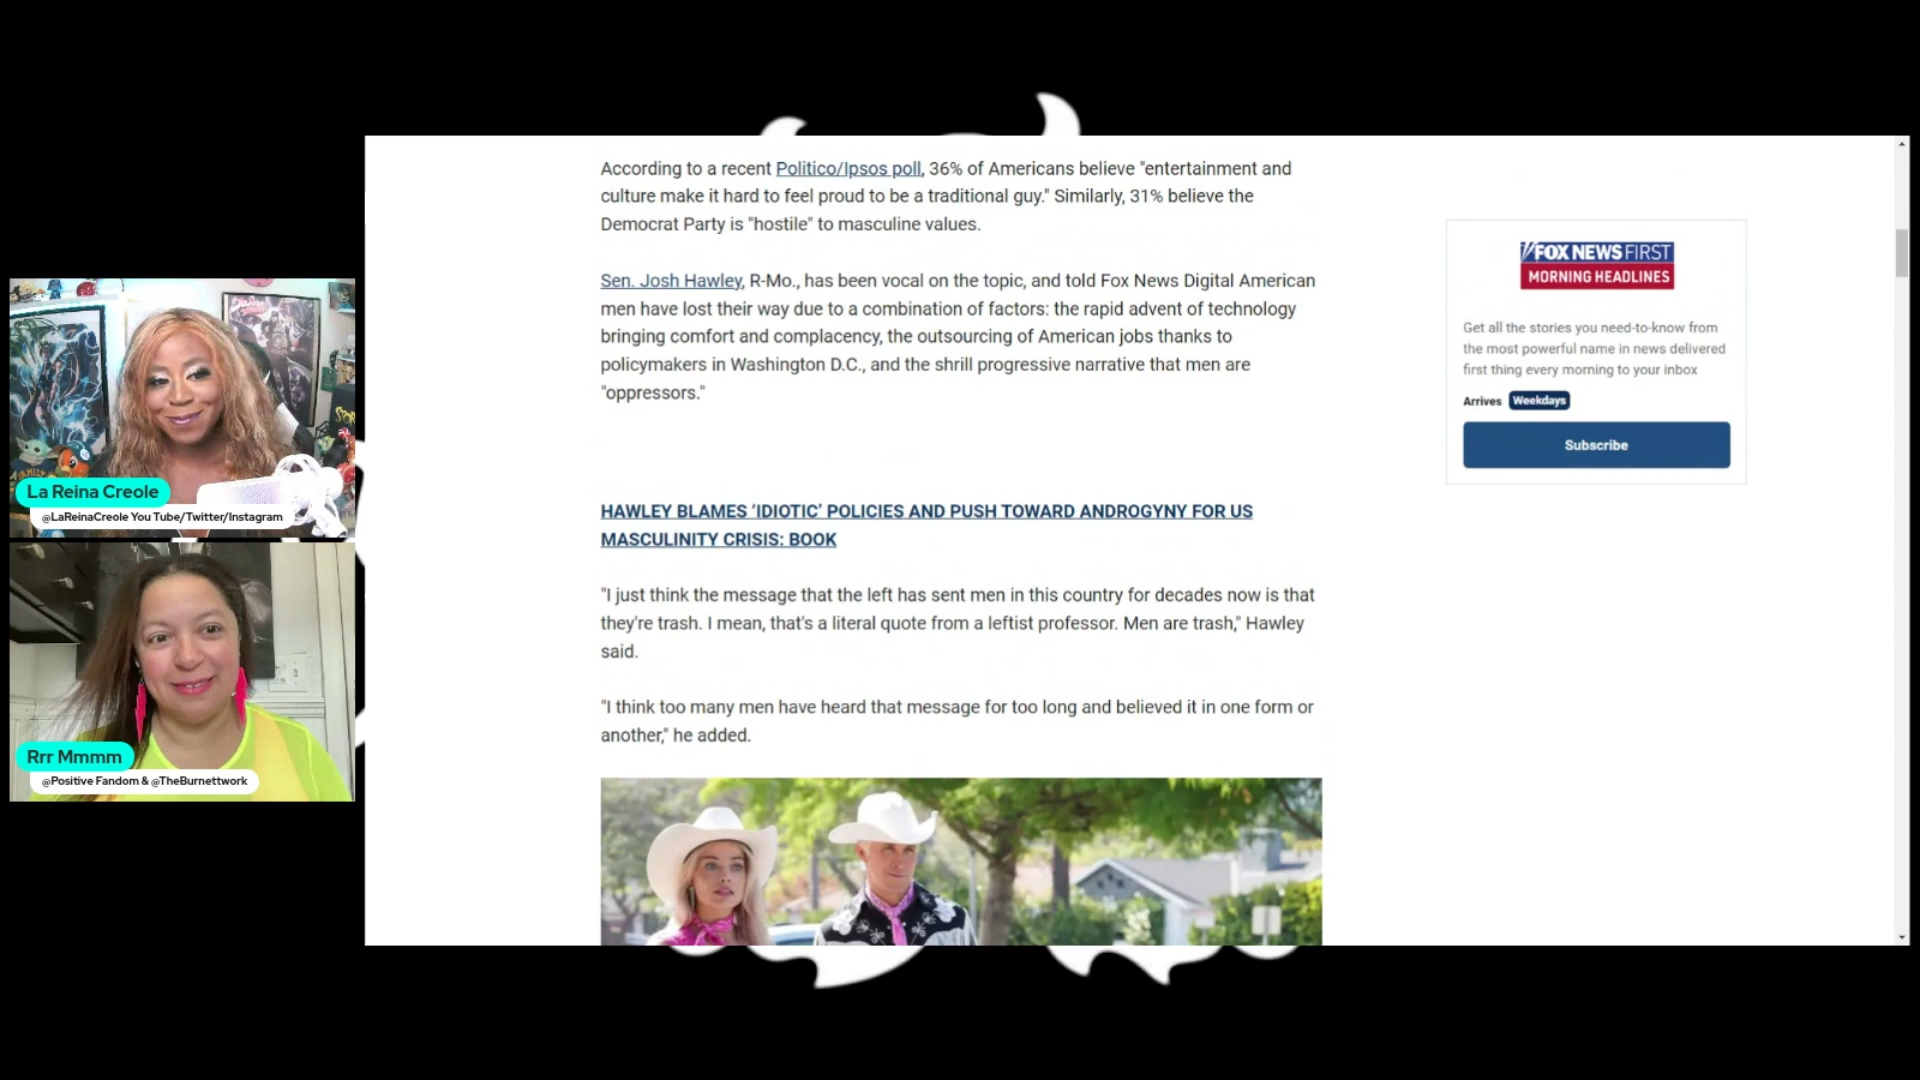 According to a recent Politico/Ipsos poll, 36% of Americans believe "entertainment and
culture make it hard to feel proud to be a traditional guy." Similarly, 31% believe the
Democrat Party is "hostile" to masculine values.
Sen. Josh Hawley, R-Mo., has been vocal on the topic, and told Fox News Digital American
men have lost their way due to a combination of factors: the rapid advent of technology
bringing comfort and complacency, the outsourcing of American jobs thanks to
policymakers in Washington D.C., and the shrill progressive narrative that men are
"oppressors."
HAWLEY BLAMES ‘IDIOTIC’ POLICIES AND PUSH TOWARD ANDROGYNY FOR US
MASCULINITY CRISIS: BOOK
"I just think the message that the left has sent men in this country for decades now is that
they're trash. I mean, that's a literal quote from a leftist professor. Men are trash," Hawley
said.
"I think too many men have heard that message for too long and believed it in one form or
another," he added.
FOX NEWS FIRST
MORNING HEADLINES
Get all the stories you need-to-know from
the most powerful name in news delivered
first thing every morning to your inbox
Arrives Weekdays
Subscribe
La Reina Creole
@LaReinaCreole You Tube/Twitter/Instagram
Rrr Mmmm
@Positive Fandom & @TheBurnettwork